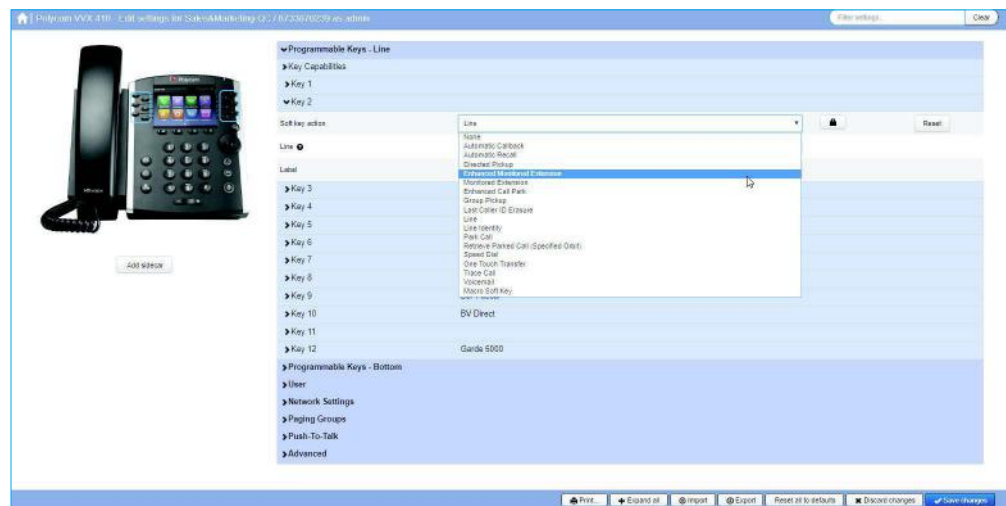 Polycom VVX 410 - Edit settings for Sales&Marketing QC / 8733878239 as admin
Filter settings...
Clear
Programmable Keys - Line
Key Capabilities
Key 1
Key 2
Soft key action
Line
Reset
Line
Label
None
Automatic Callback
Automatic Recall
Directed Pickup
Enhanced Monitored Extension
Monitored Extension
Enhanced Call Park
Group Pickup
Last Caller ID Erasure
Line
Line Identity
Park Call
Retrieve Parked Call (Specified Orbit)
Speed Dial
One Touch Transfer
Trace Call
Voicemail
Macro Soft Key
Key 3
Key 4
Key 5
Key 6
Key 7
Key 8
Key 9
Key 10 BV Direct
Key 11
Key 12 Garde 5000
Programmable Keys - Bottom
User
Network Settings
Paging Groups
Push-To-Talk
Advanced
Polycom
Add sidecar
Print...
Expand all
Import
Export
Reset all to defaults
Discard changes
Save changes